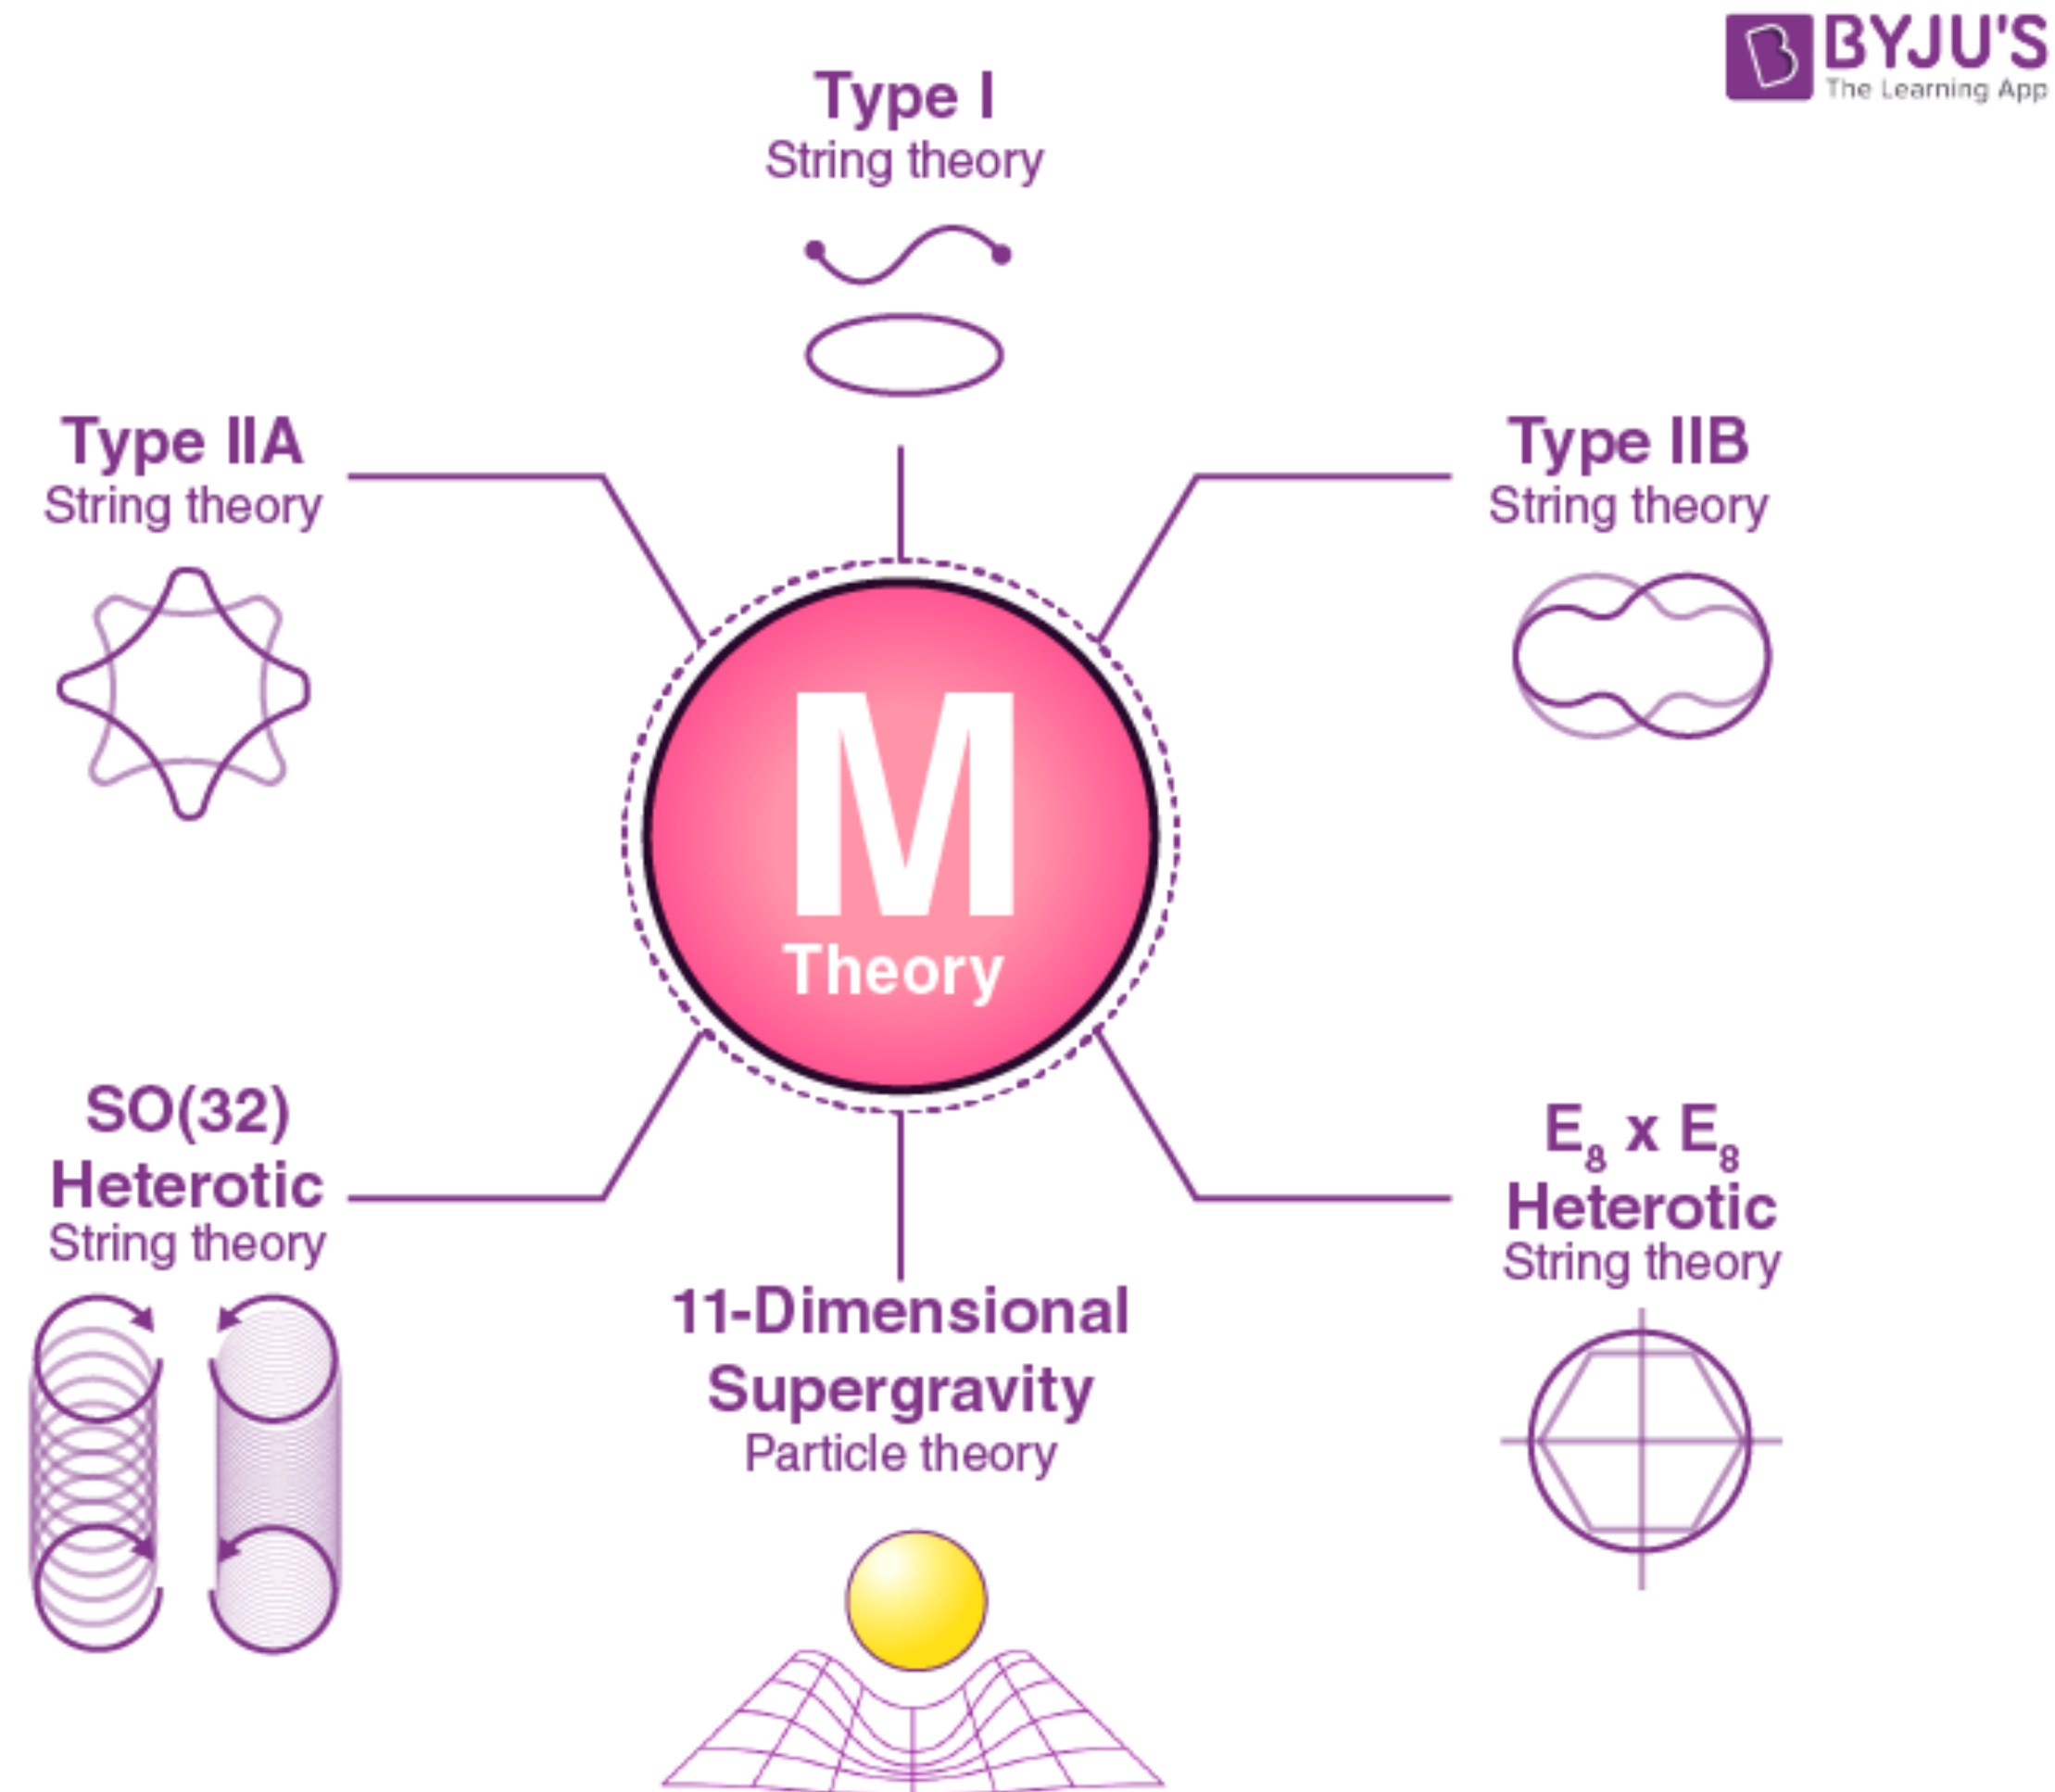 BYJU'S
The Learning App
Type I
String theory
Type IIA
String theory
Type IIB
String theory
M
Theory
SO(32)
Heterotic
String theory
E₈ x E₈
Heterotic
String theory
11-Dimensional
Supergravity
Particle theory